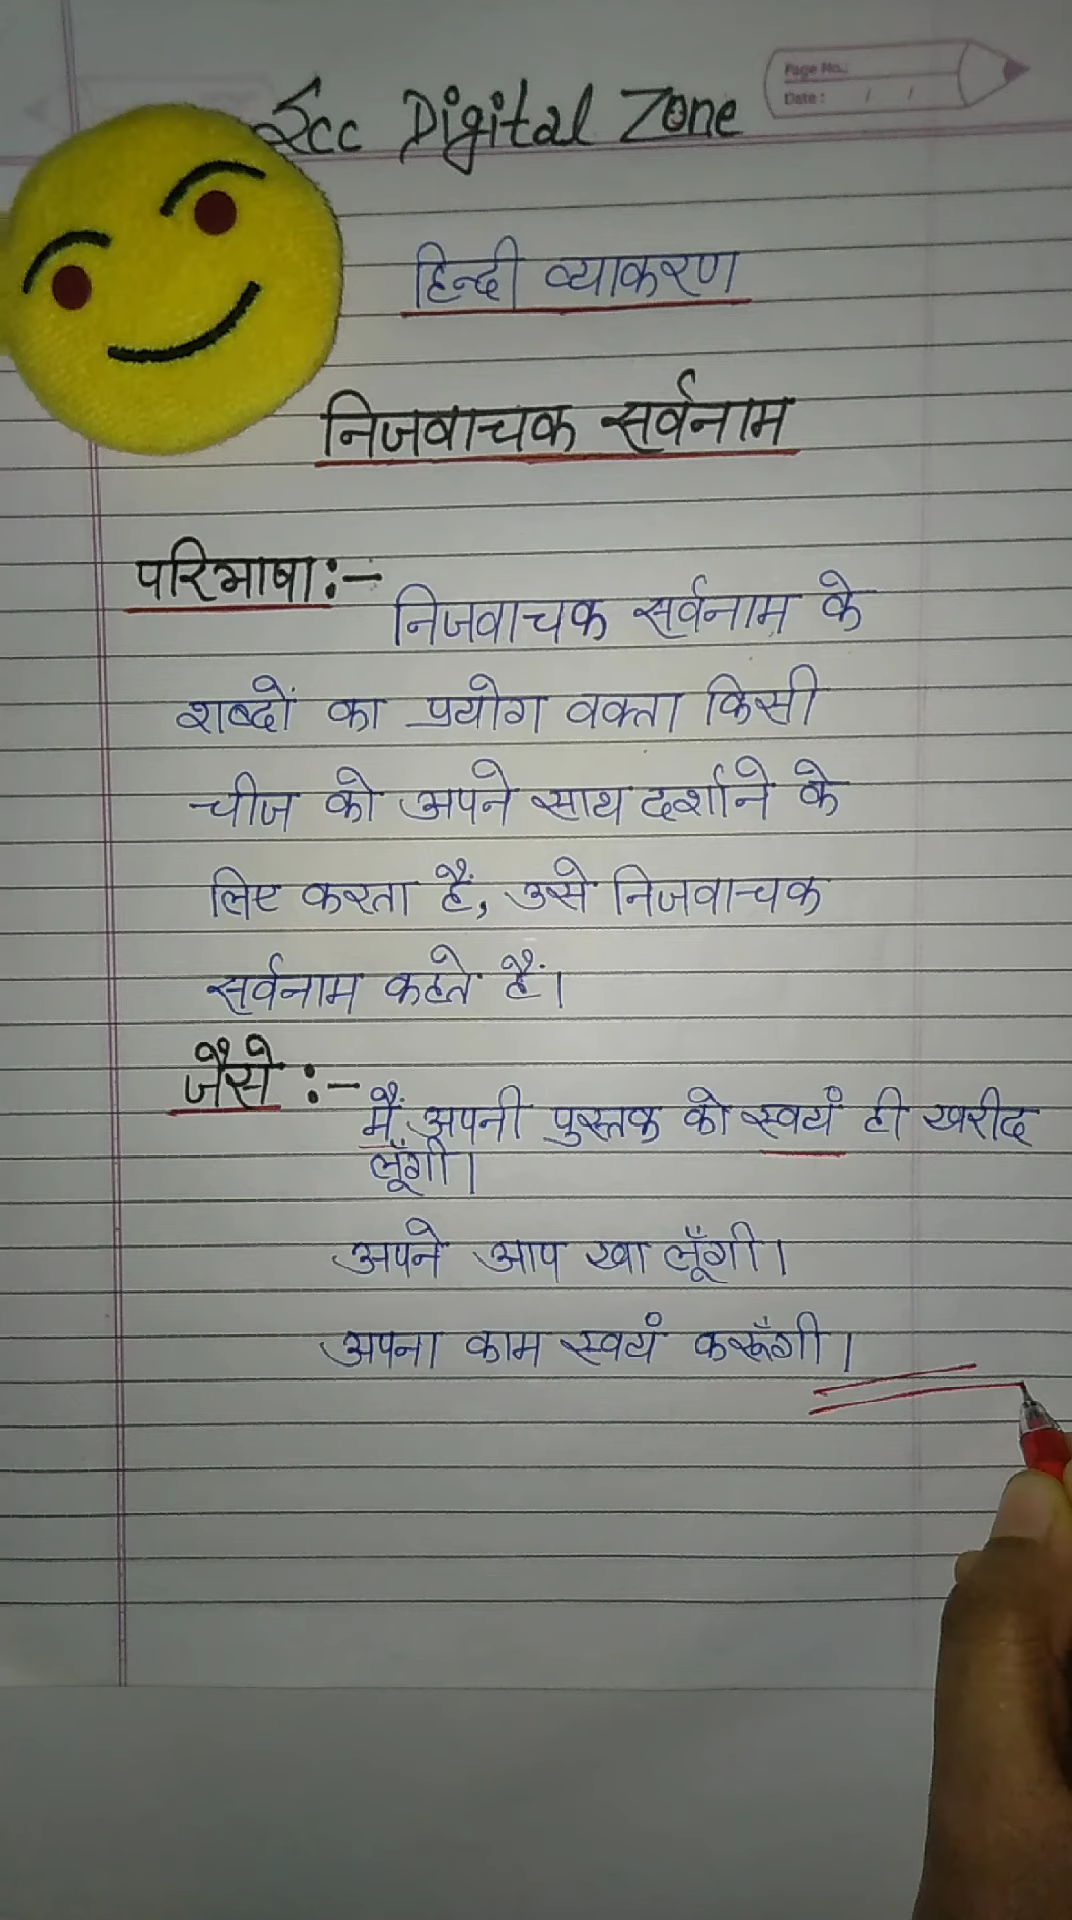 Scc Digital Zone
Page No.:
Date : / /
हिन्दी व्याकरण
निजवाचक सर्वनाम
परिभाषा :-
निजवाचक सर्वनाम के
शब्दों का प्रयोग वक्ता किसी
चीज को अपने साथ दर्शाने के
लिए करता है, उसे निजवाचक
सर्वनाम कहते हैं।
जैसे :-
मैं अपनी पुस्तक को स्वयं ही खरीद
लूँगी।
अपने आप खा लूँगी।
अपना काम स्वयं करूँगी।